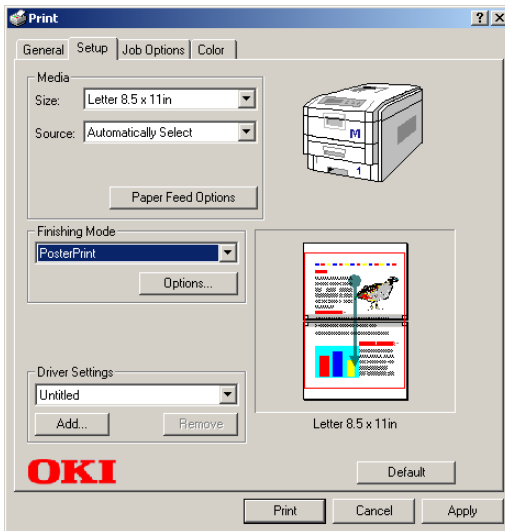 Print
General Setup Job Options Color
Media
Size: Letter 8.5 x 11in
Source: Automatically Select
Paper Feed Options
M
1
Finishing Mode
PosterPrint
Options...
Driver Settings
Untitled
Add... Remove
Letter 8.5 x 11in
OKI
Default
Print Cancel Apply